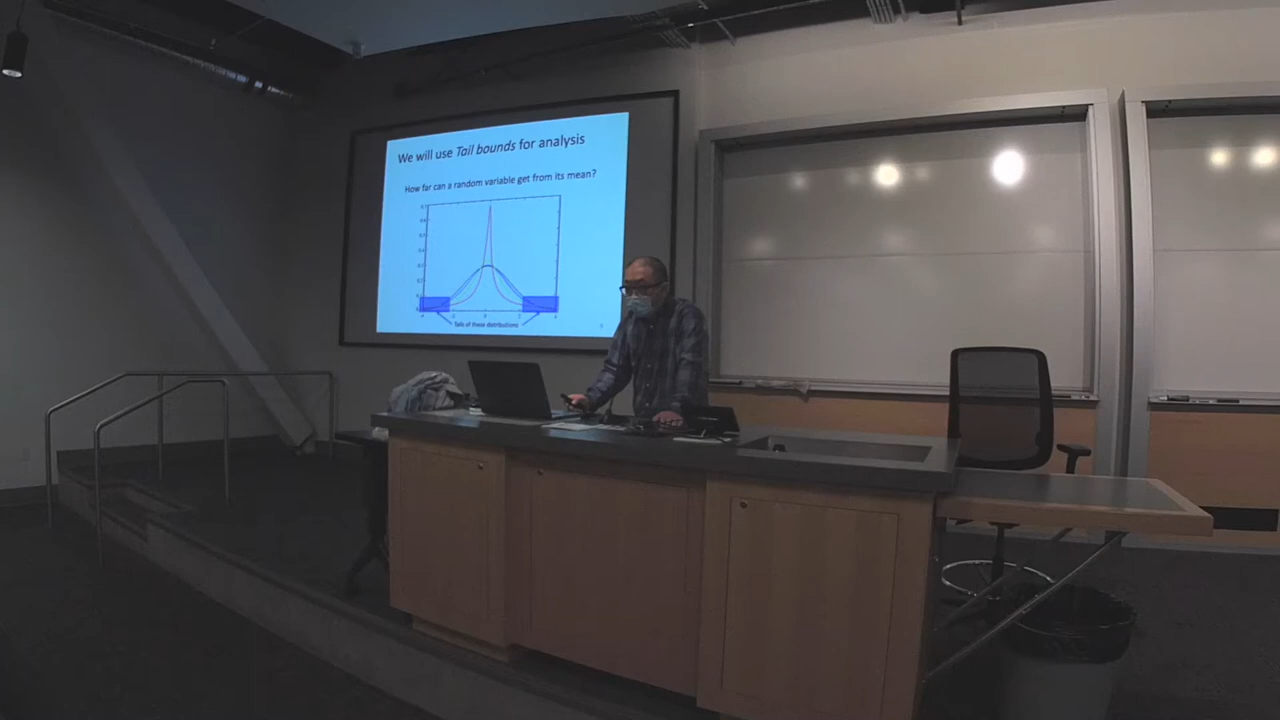 We will use Tail bounds for analysis
How far can a random variable get from its mean?
Tails of these distributions